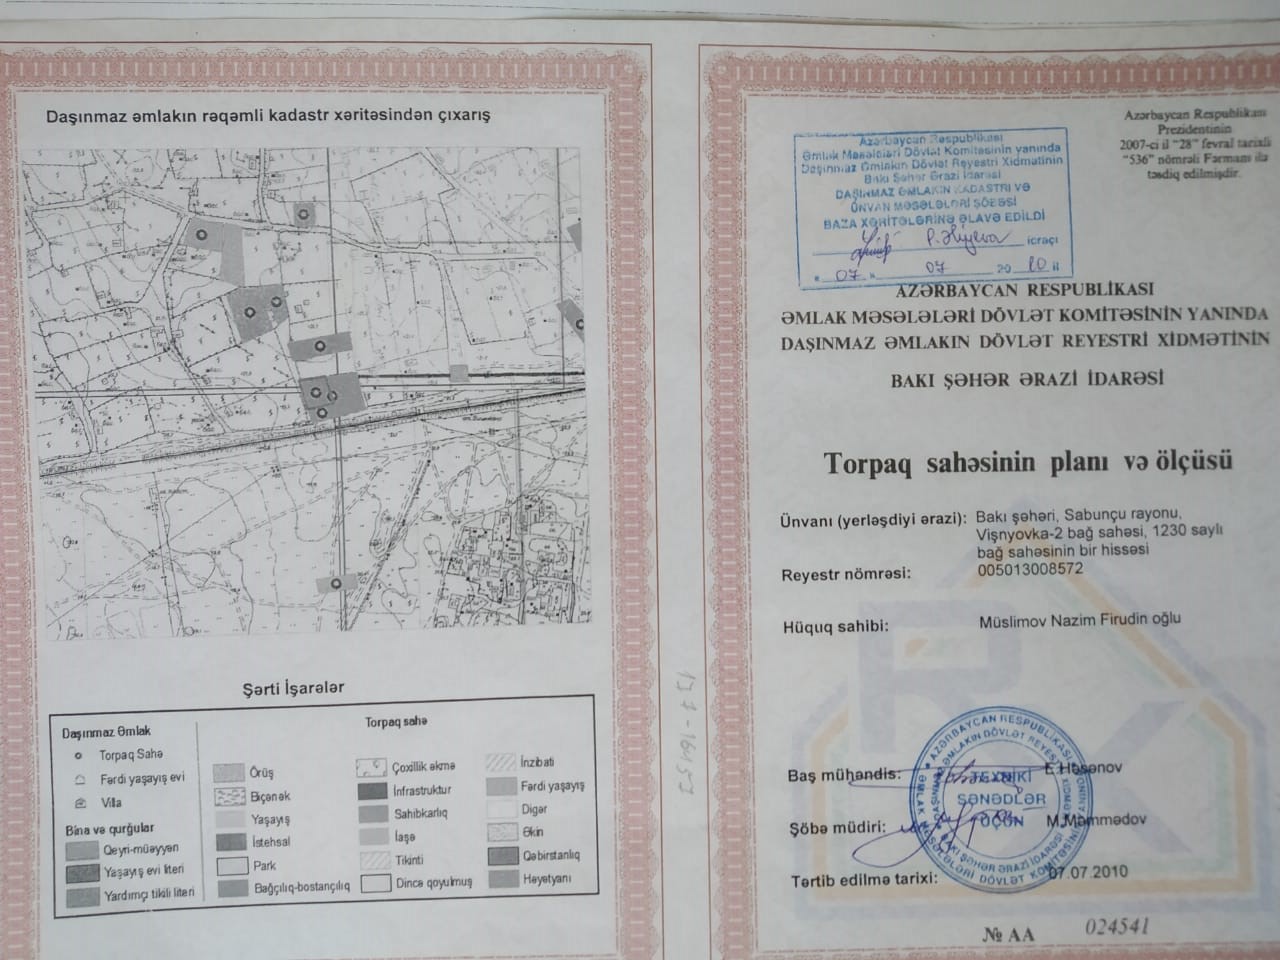 Daşınmaz əmlakın rəqəmli kadastr xəritəsindən çıxarış
Şərti İşarələr
Daşınmaz Əmlak
Torpaq Sahə
Fərdi yaşayış evi
Villa
Bina və qurğular
Qeyri-müəyyən
Yaşayış evi literi
Yardımçı tikili literi
Torpaq sahə
Örüş
Biçənək
Yaşayış
İstehsal
Park
Bağçılıq-bostançılıq
Çoxillik əkmə
İnfrastruktur
Sahibkarlıq
İaşə
Tikinti
Dincə qoyulmuş
İnzibati
Fərdi yaşayış
Digər
Əkin
Qəbirstanlıq
Həyətyanı
137-16453
Azərbaycan Respublikası
Prezidentinin
2007-ci il "28" fevral tarixli
"536" nömrəli Fərmanı ilə
təsdiq edilmişdir.
Azərbaycan Respublikası
Əmlak Məsələləri Dövlət Komitəsinin yanında
Daşınmaz Əmlakın Dövlət Reyestri Xidmətinin
Bakı Şəhər Ərazi İdarəsi
DAŞINMAZ ƏMLAKIN KADASTRI VƏ
ÜNVAN MƏSƏLƏLƏRİ ŞÖBƏSİ
BAZA XƏRİTƏLƏRİNƏ ƏLAVƏ EDİLDİ
icraçı
"07" 07 2010 il
AZƏRBAYCAN RESPUBLİKASI
ƏMLAK MƏSƏLƏLƏRİ DÖVLƏT KOMİTƏSİNİN YANINDA
DAŞINMAZ ƏMLAKIN DÖVLƏT REYESTRİ XİDMƏTİNİN
BAKI ŞƏHƏR ƏRAZİ İDARƏSİ
Torpaq sahəsinin planı və ölçüsü
Ünvanı (yerləşdiyi ərazi): Bakı şəhəri, Sabunçu rayonu,
Vişnyovka-2 bağ sahəsi, 1230 saylı
bağ sahəsinin bir hissəsi
Reyestr nömrəsi: 005013008572
Hüquq sahibi: Müslimov Nazim Firudin oğlu
Baş mühəndis: E.Həsənov
Şöbə müdiri: M.Məmmədov
TEXNİKİ
SƏNƏDLƏR
ÜÇÜN
Tərtib edilmə tarixi: 07.07.2010
№ AA 024541